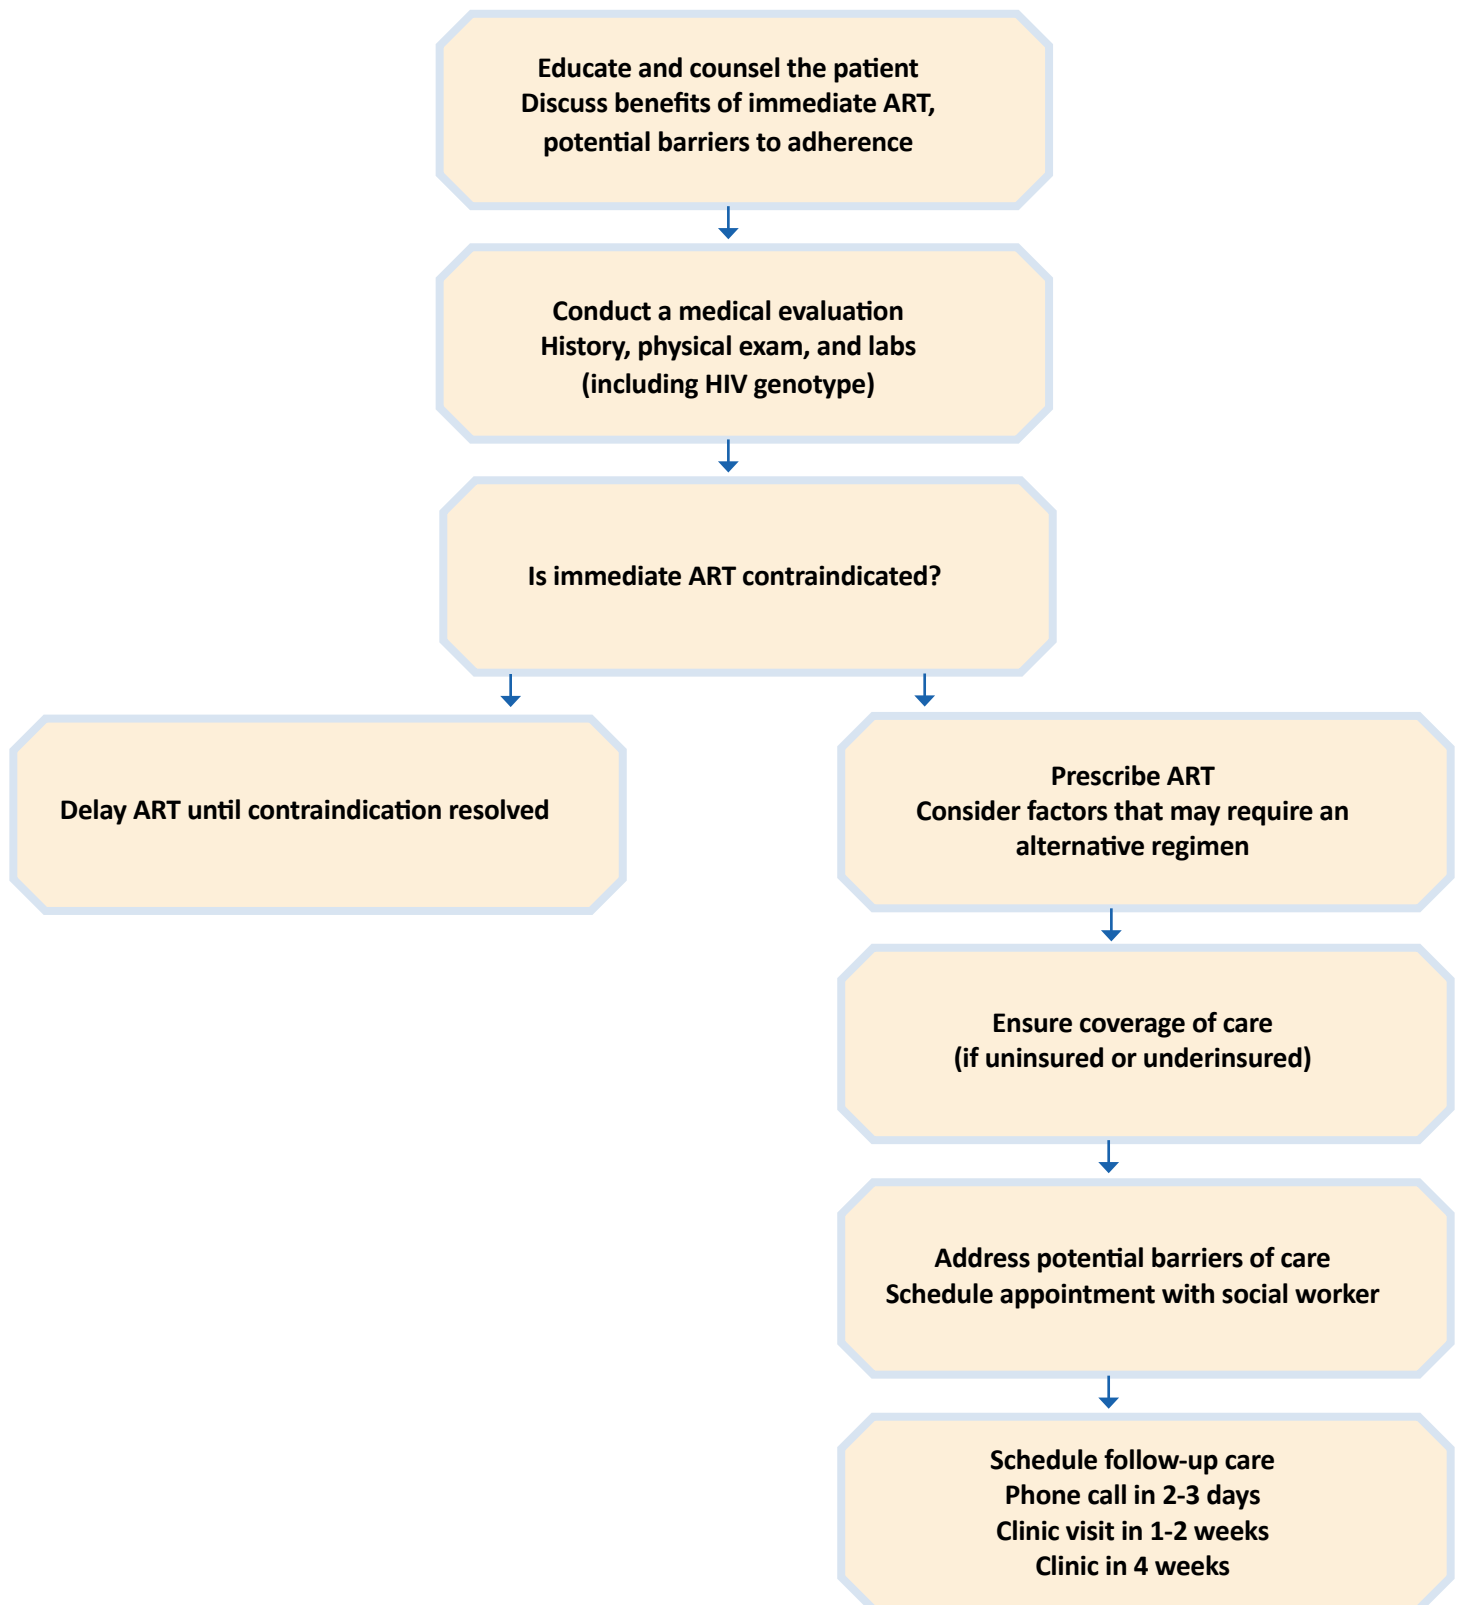 Educate and counsel the patient
Discuss benefits of immediate ART,
potential barriers to adherence
Conduct a medical evaluation
History, physical exam, and labs
(including HIV genotype)
Is immediate ART contraindicated?
Delay ART until contraindication resolved
Prescribe ART
Consider factors that may require an
alternative regimen
Ensure coverage of care
(if uninsured or underinsured)
Address potential barriers of care
Schedule appointment with social worker
Schedule follow-up care
Phone call in 2-3 days
Clinic visit in 1-2 weeks
Clinic in 4 weeks